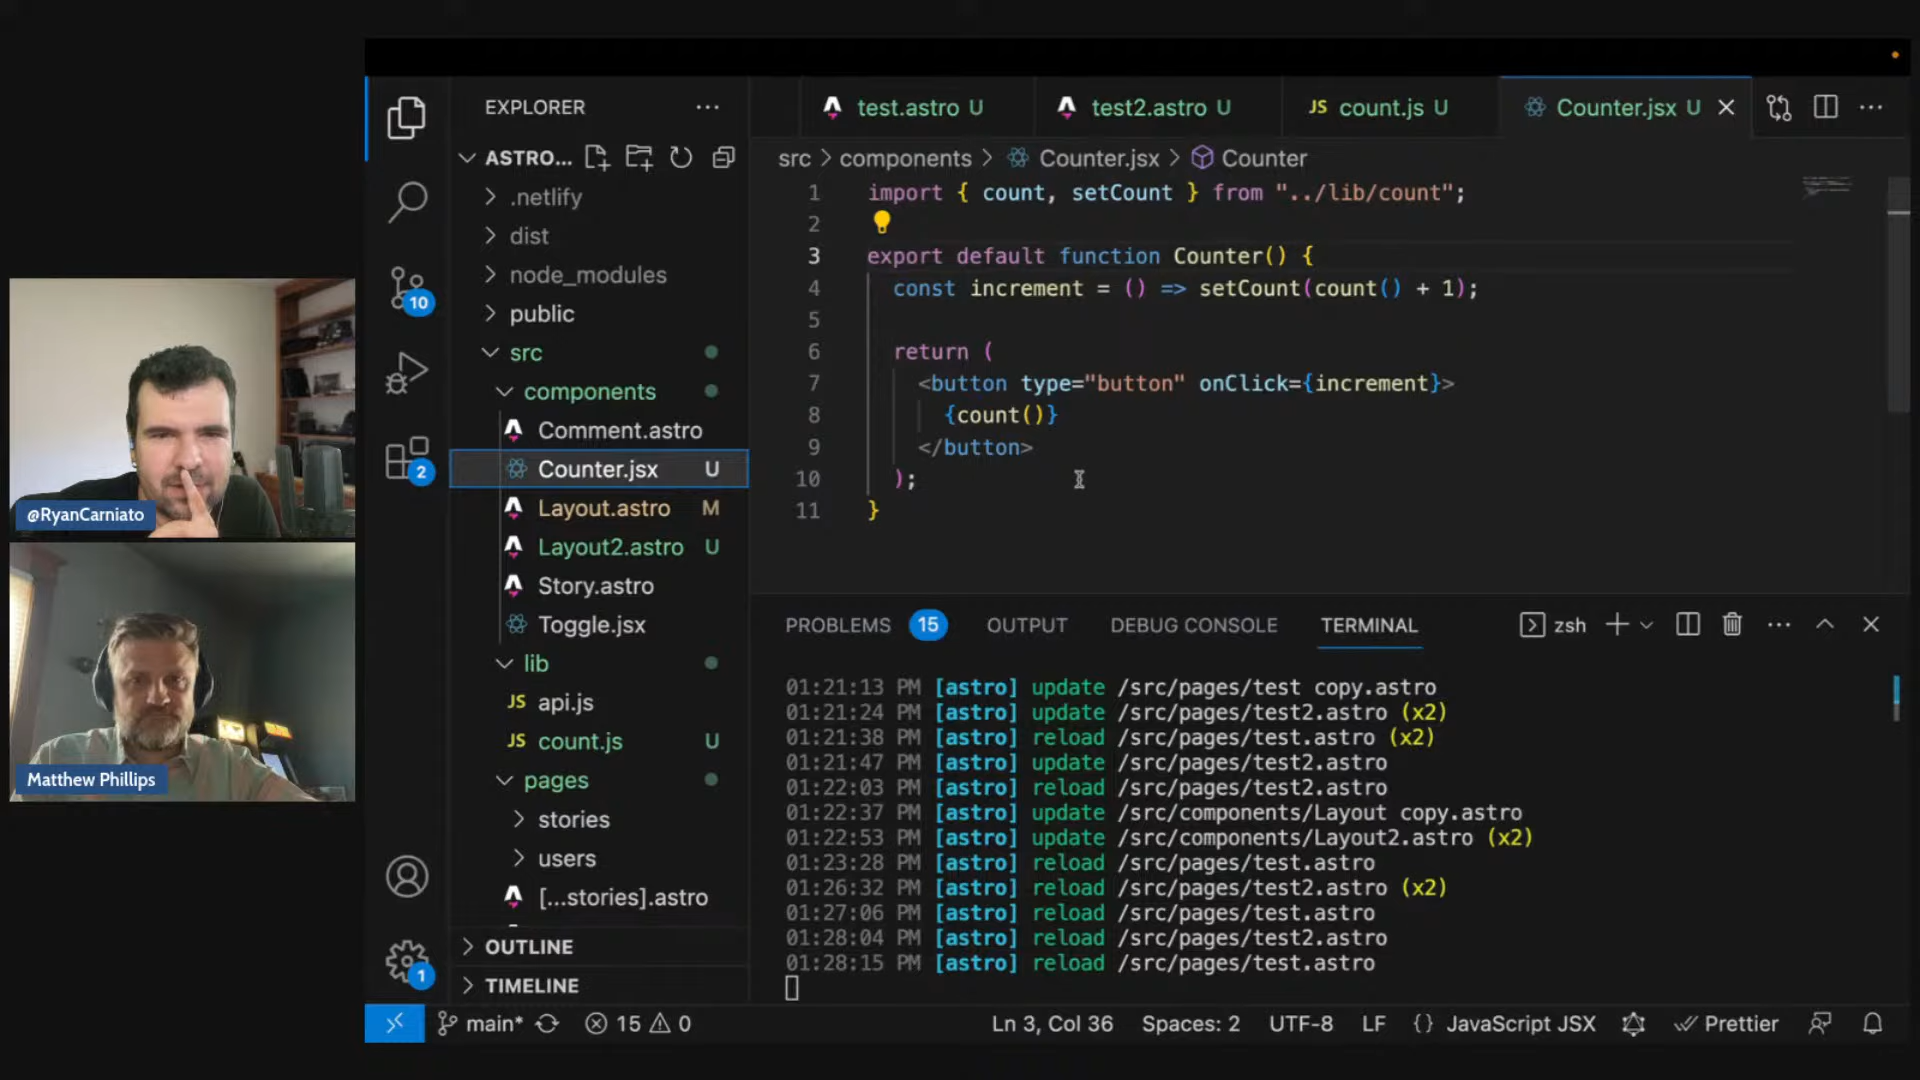 @RyanCarniato
Matthew Phillips
EXPLORER
ASTRO...
.netlify
dist
node_modules
public
src
components
Comment.astro
Counter.jsx U
Layout.astro M
Layout2.astro U
Story.astro
Toggle.jsx
lib
JS api.js
JS count.js U
pages
stories
users
[...stories].astro
OUTLINE
TIMELINE
10
2
1
test.astro U
test2.astro U
JS count.js U
Counter.jsx U
src > components > Counter.jsx > Counter
1 import { count, setCount } from "../lib/count";
2
3 export default function Counter() {
4 const increment = () => setCount(count() + 1);
5
6 return (
7 <button type="button" onClick={increment}>
8 {count()}
9 </button>
10 );
11 }
PROBLEMS 15 OUTPUT DEBUG CONSOLE TERMINAL zsh
01:21:13 PM [astro] update /src/pages/test copy.astro
01:21:24 PM [astro] update /src/pages/test2.astro (x2)
01:21:38 PM [astro] reload /src/pages/test.astro (x2)
01:21:47 PM [astro] update /src/pages/test2.astro
01:22:03 PM [astro] reload /src/pages/test2.astro
01:22:37 PM [astro] update /src/components/Layout copy.astro
01:22:53 PM [astro] update /src/components/Layout2.astro (x2)
01:23:28 PM [astro] reload /src/pages/test.astro
01:26:32 PM [astro] reload /src/pages/test2.astro (x2)
01:27:06 PM [astro] reload /src/pages/test.astro
01:28:04 PM [astro] reload /src/pages/test2.astro
01:28:15 PM [astro] reload /src/pages/test.astro
main* 15 0 Ln 3, Col 36 Spaces: 2 UTF-8 LF {} JavaScript JSX Prettier